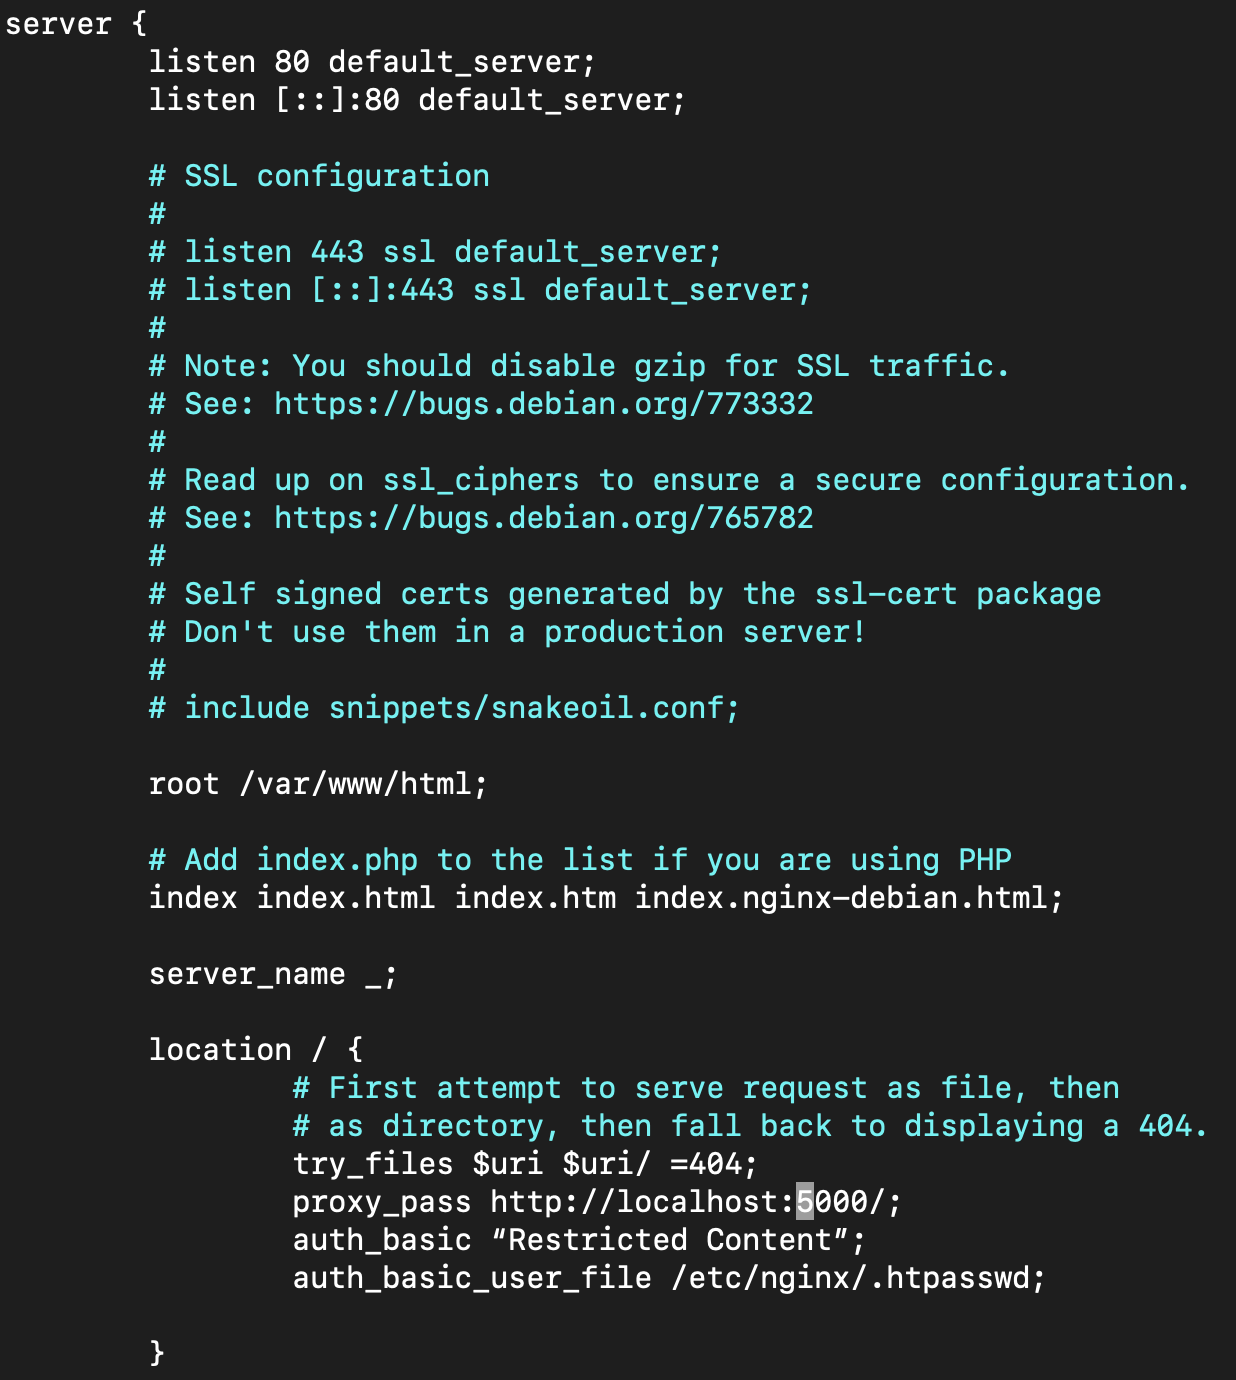 server {
listen 80 default_server;
listen [::]:80 default_server;
# SSL configuration
#
# listen 443 ssl default_server;
# listen [::]:443 ssl default_server;
#
# Note: You should disable gzip for SSL traffic.
# See: https://bugs.debian.org/773332
#
# Read up on ssl_ciphers to ensure a secure configuration.
# See: https://bugs.debian.org/765782
#
# Self signed certs generated by the ssl-cert package
# Don't use them in a production server!
#
# include snippets/snakeoil.conf;
root /var/www/html;
# Add index.php to the list if you are using PHP
index index.html index.htm index.nginx-debian.html;
server_name _;
location / {
# First attempt to serve request as file, then
# as directory, then fall back to displaying a 404.
try_files $uri $uri/ =404;
proxy_pass http://localhost:5000/;
auth_basic “Restricted Content”;
auth_basic_user_file /etc/nginx/.htpasswd;
}